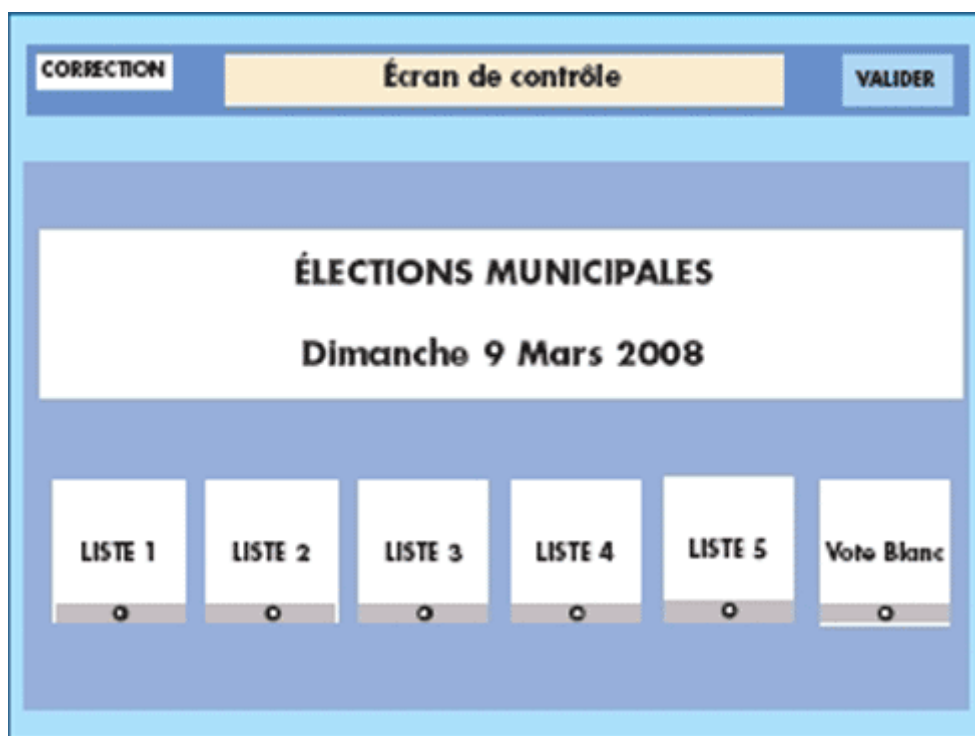 CORRECTION
Écran de contrôle
VALIDER
ÉLECTIONS MUNICIPALES
Dimanche 9 Mars 2008
LISTE 1
LISTE 2
LISTE 3
LISTE 4
LISTE 5
Vote Blanc